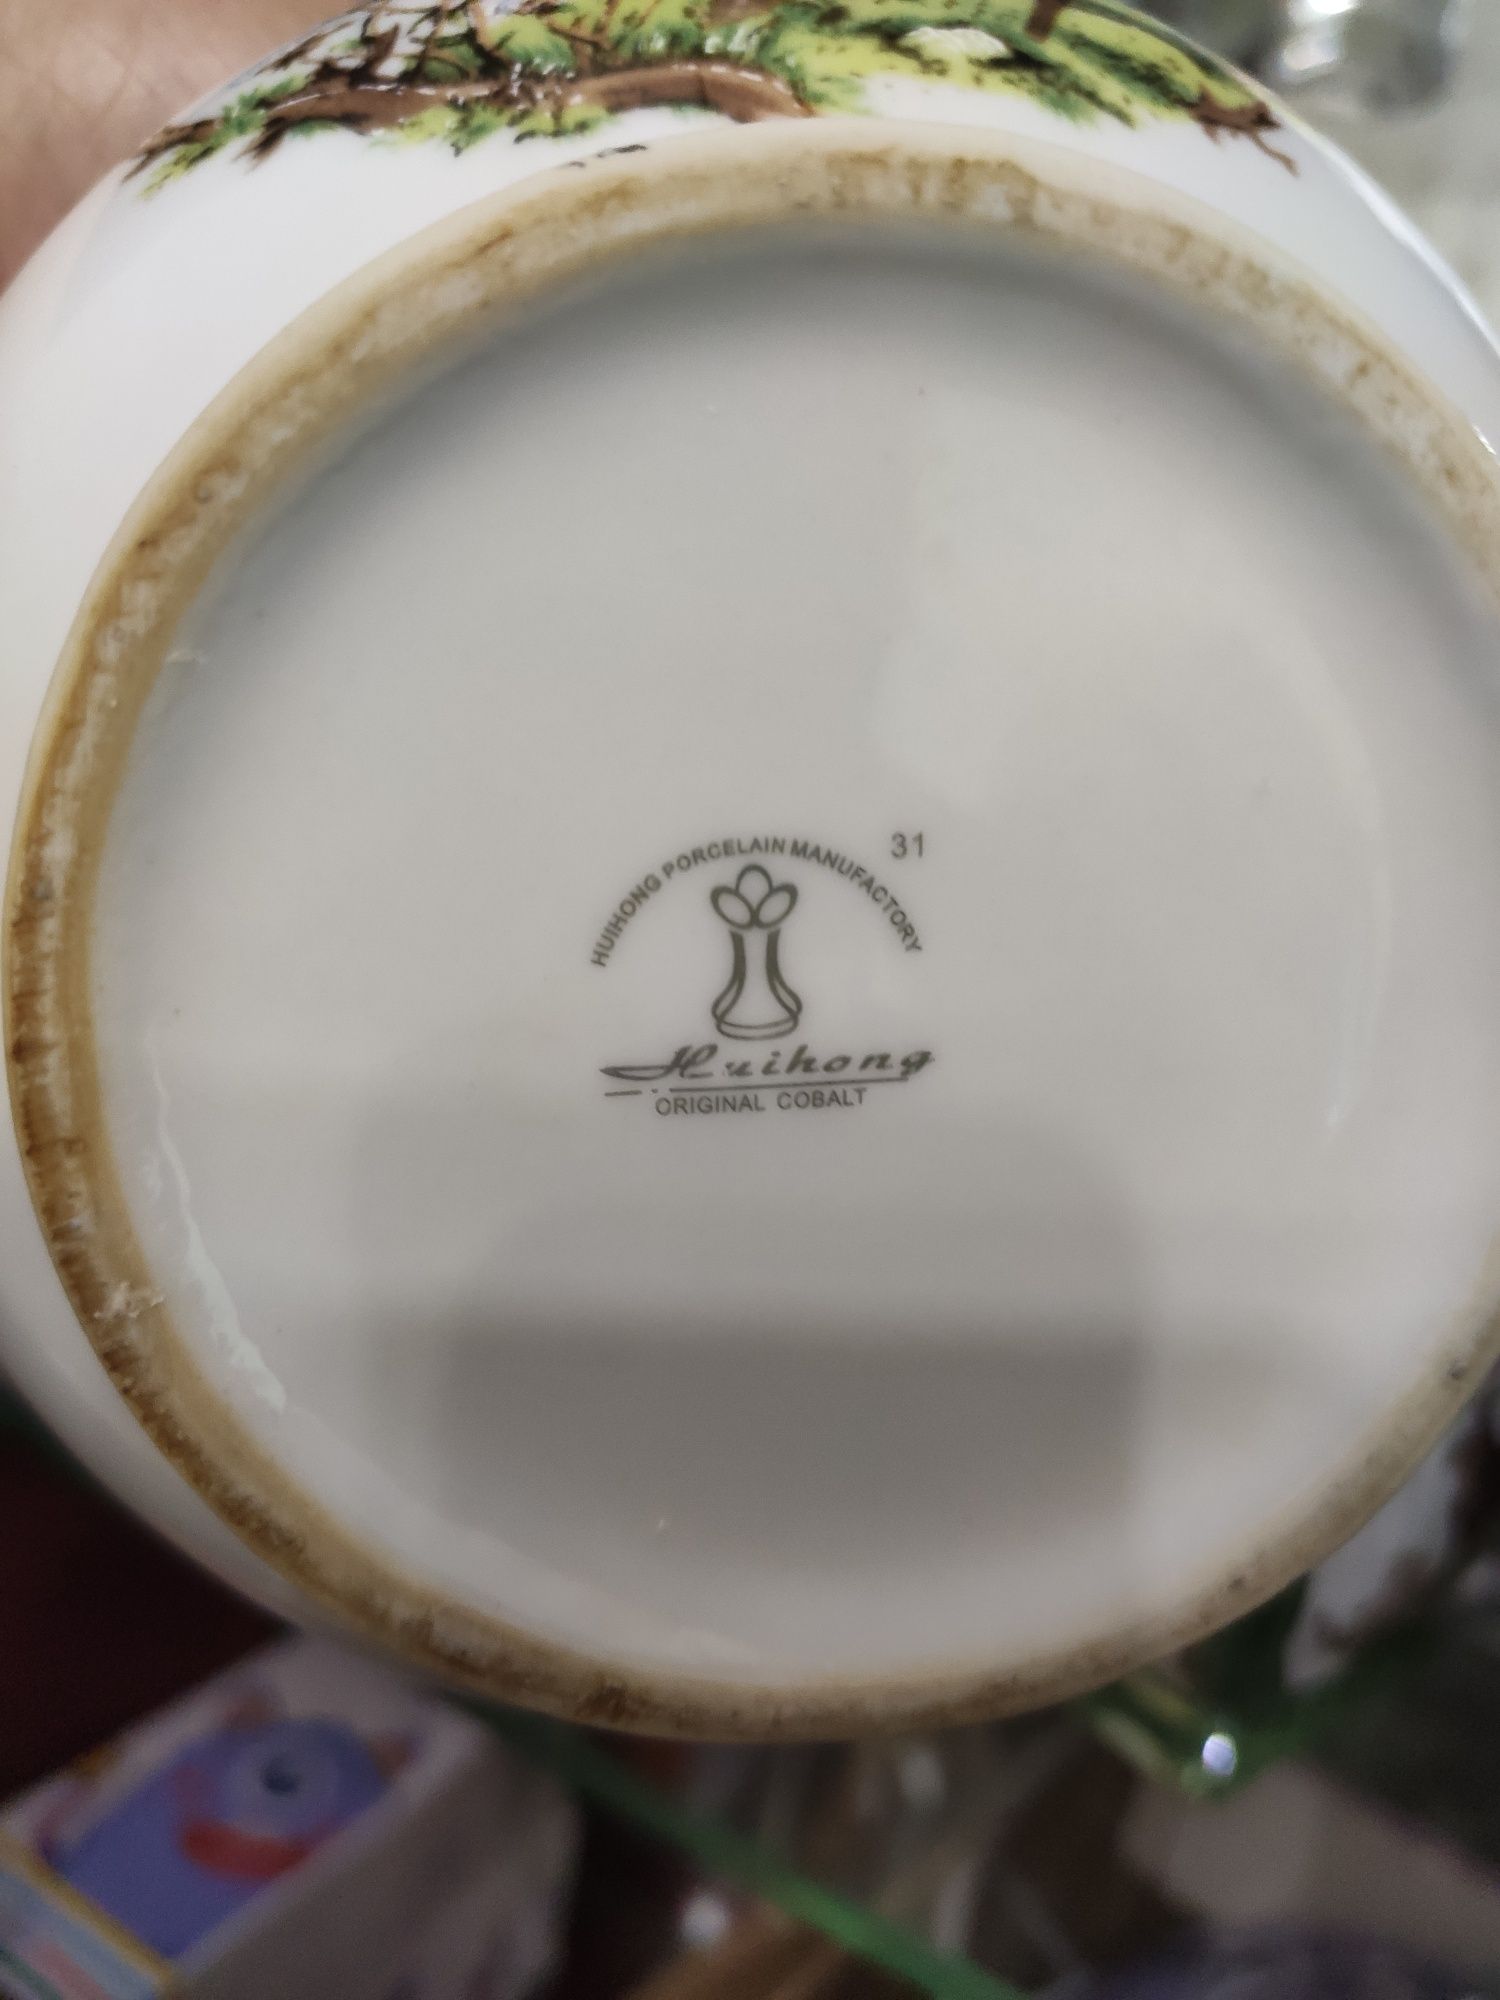 31
HUIHONG PORCELAIN MANUFACTORY
Huihong
ORIGINAL COBALT